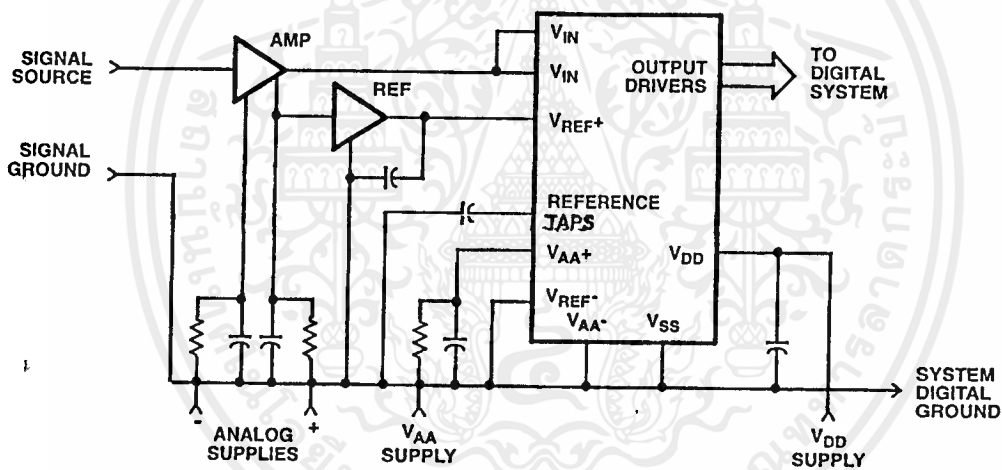 AMP
SIGNAL
SOURCE
REF
SIGNAL
GROUND
VIN
VIN
OUTPUT
DRIVERS
TO
DIGITAL
SYSTEM
VREF+
REFERENCE
TAPS
VAA+
VDD
VREF-
VAA-
VSS
-
+
ANALOG
SUPPLIES
VAA
SUPPLY
VDD
SUPPLY
SYSTEM
DIGITAL
GROUND